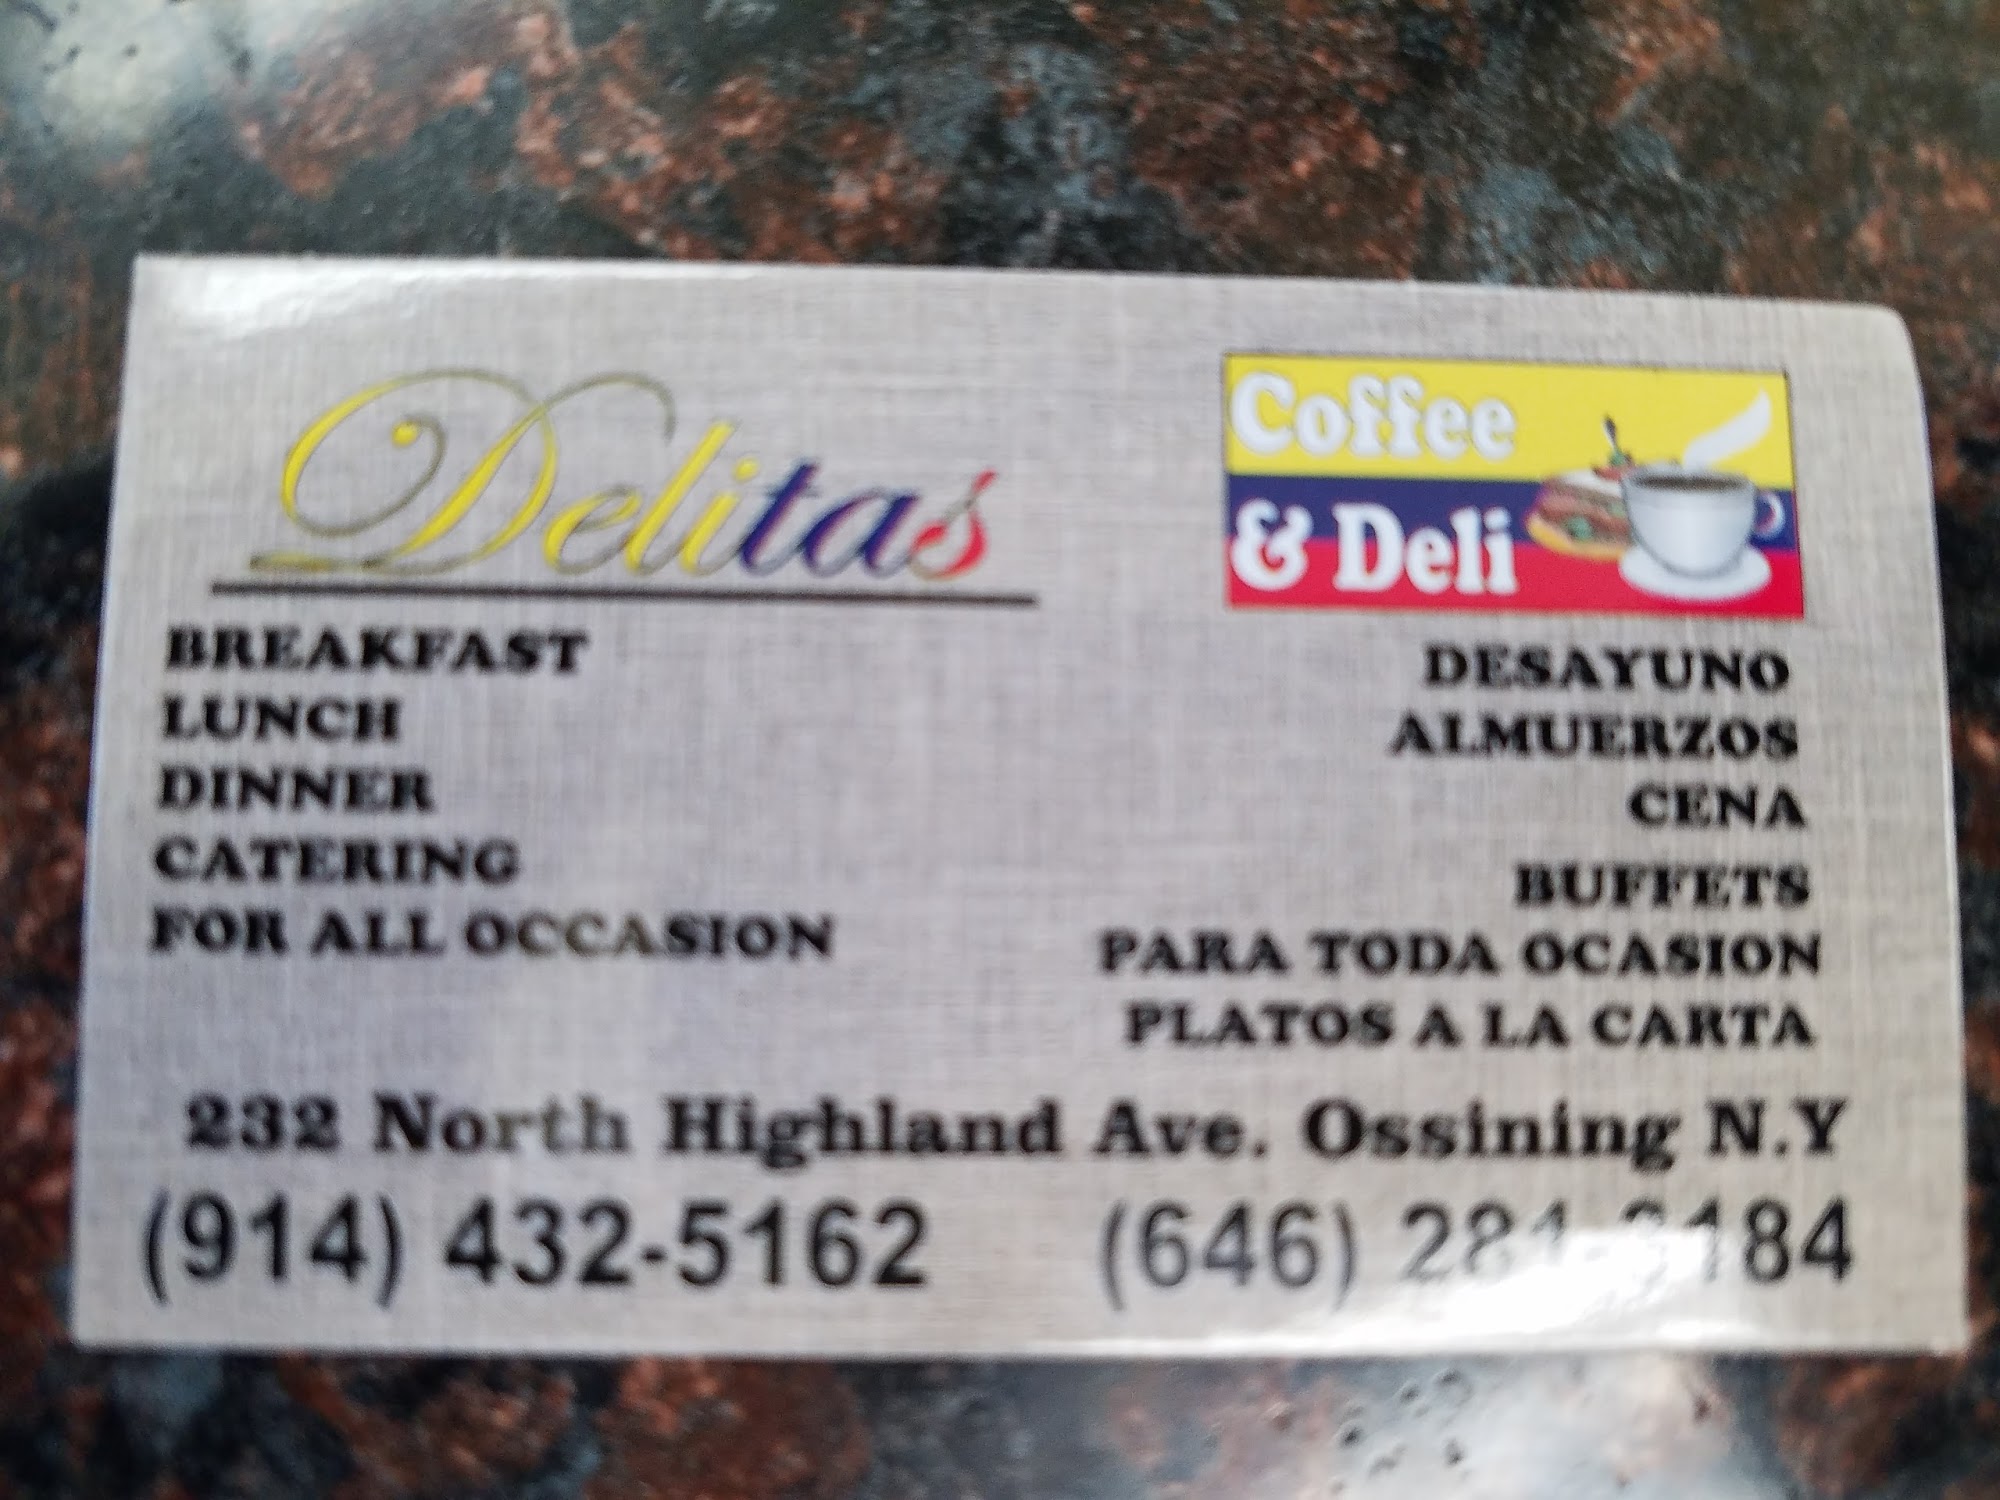 Delitas
Coffee
& Deli
BREAKFAST
LUNCH
DINNER
CATERING
FOR ALL OCCASION
DESAYUNO
ALMUERZOS
CENA
BUFFETS
PARA TODA OCASION
PLATOS A LA CARTA
232 North Highland Ave. Ossining N.Y
(914) 432-5162
(646)